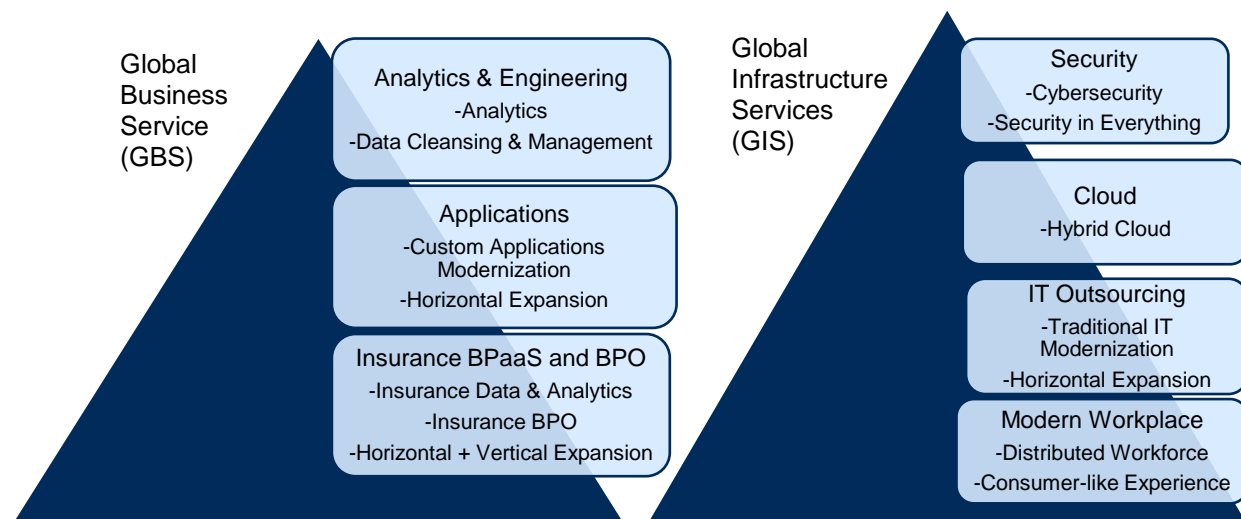 Global
Business
Service
(GBS)
Analytics & Engineering
-Analytics
-Data Cleansing & Management
Applications
-Custom Applications
Modernization
-Horizontal Expansion
Insurance BPaaS and BPO
-Insurance Data & Analytics
-Insurance BPO
-Horizontal + Vertical Expansion
Global
Infrastructure
Services
(GIS)
Security
-Cybersecurity
-Security in Everything
Cloud
-Hybrid Cloud
IT Outsourcing
-Traditional IT
Modernization
-Horizontal Expansion
Modern Workplace
-Distributed Workforce
-Consumer-like Experience